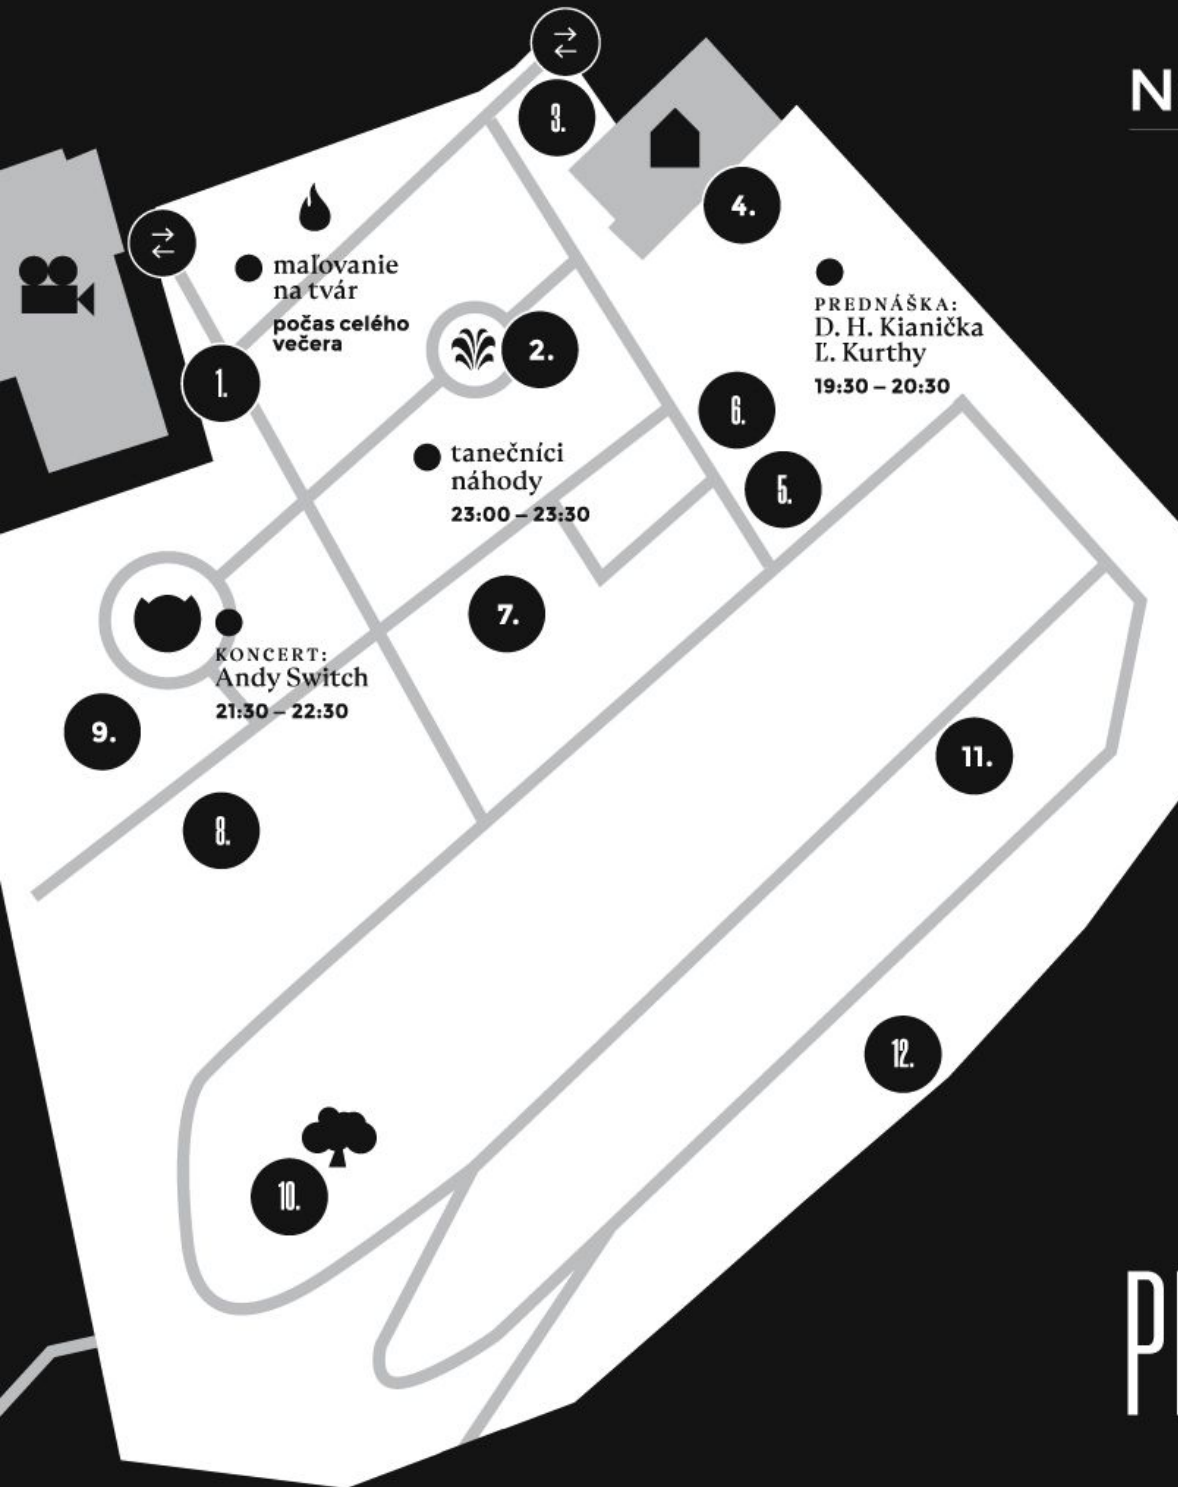 N
3.
4.
maľovanie
na tvár
počas celého
večera
PREDNÁŠKA:
D. H. Kianička
Ľ. Kurthy
19:30 – 20:30
1.
2.
6.
tanečníci
náhody
23:00 – 23:30
5.
7.
KONCERT:
Andy Switch
21:30 – 22:30
9.
11.
8.
12.
10.
P